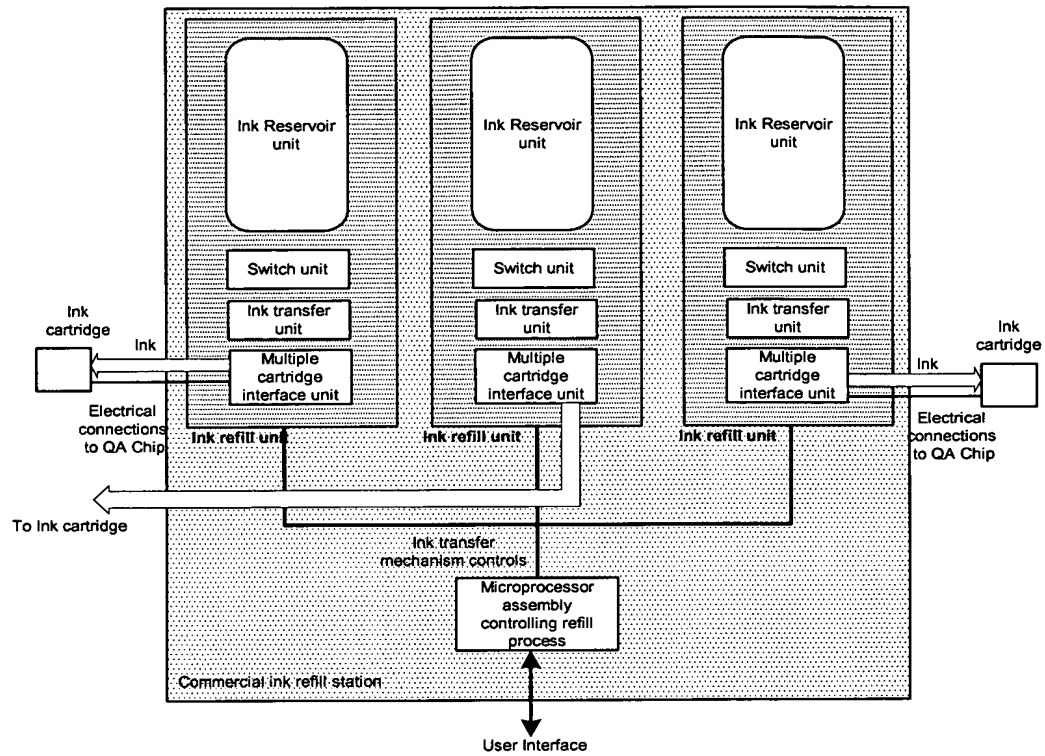 Ink Reservoir
unit
Ink Reservoir
unit
Ink Reservoir
unit
Switch unit
Switch unit
Switch unit
Ink transfer
unit
Ink transfer
unit
Ink transfer
unit
Multiple
cartridge
interface unit
Multiple
cartridge
interface unit
Multiple
cartridge
interface unit
Ink
cartridge
Ink
Ink
cartridge
Ink
Electrical
connections
to QA Chip
Electrical
connections
to QA Chip
Ink refill unit
Ink refill unit
Ink refill unit
To Ink cartridge
Ink transfer
mechanism controls
Microprocessor
assembly
controlling refill
process
Commercial ink refill station
User Interface